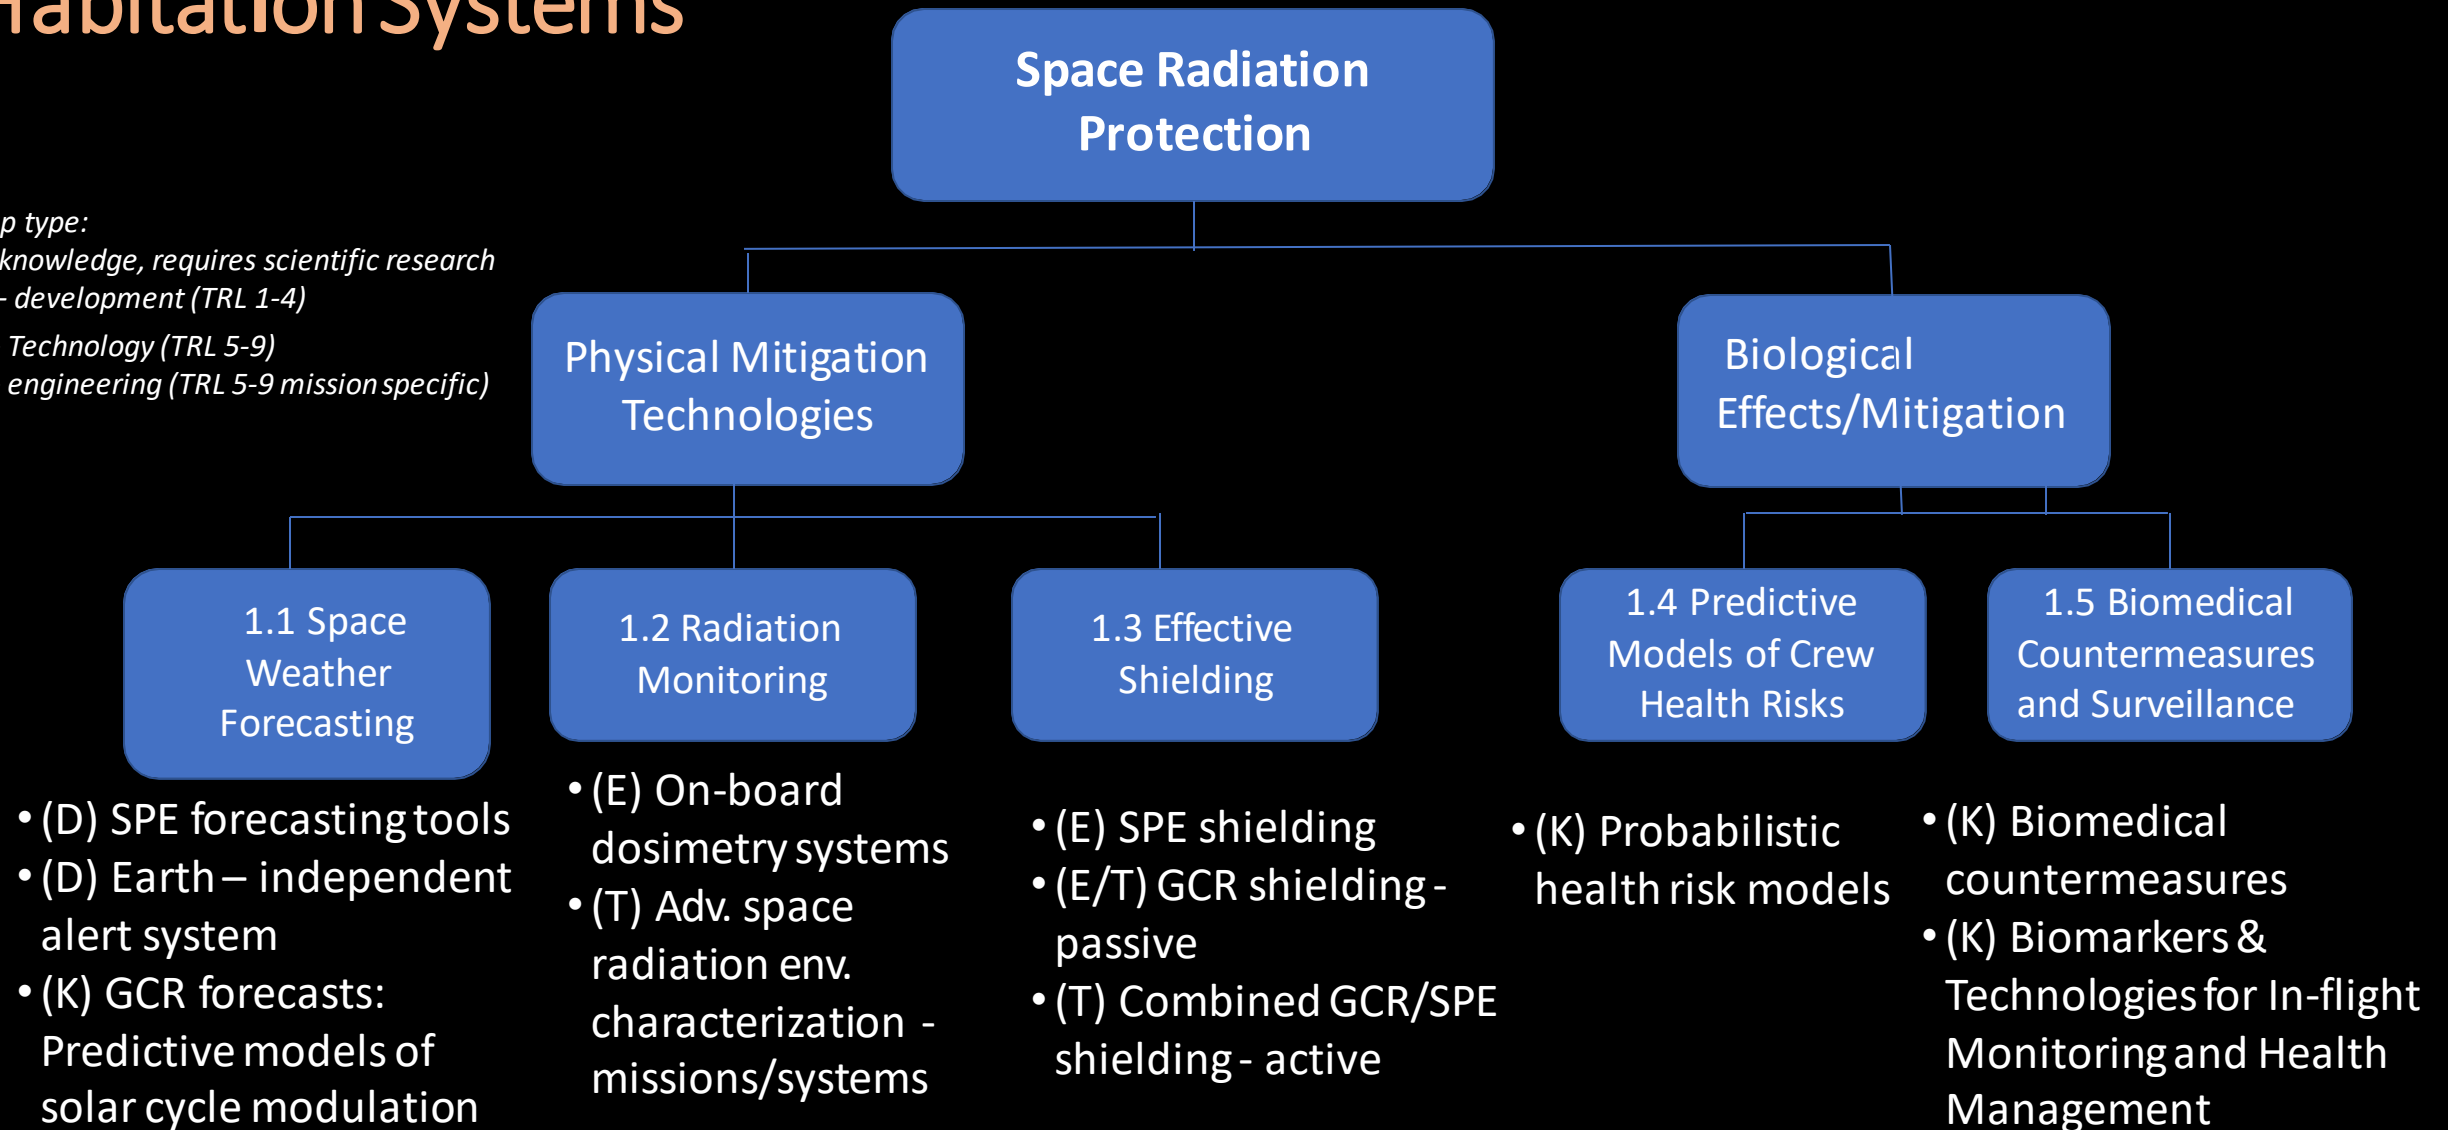 Habitation Systems
Space Radiation
Protection
p type:
knowledge, requires scientific research
- development (TRL 1-4)
Technology (TRL 5-9)
engineering (TRL 5-9 mission specific)
Physical Mitigation
Technologies
Biological
Effects/Mitigation
1.1 Space
Weather
Forecasting
1.2 Radiation
Monitoring
1.3 Effective
Shielding
1.4 Predictive
Models of Crew
Health Risks
1.5 Biomedical
Countermeasures
and Surveillance
• (D) SPE forecasting tools
• (D) Earth – independent
alert system
• (K) GCR forecasts:
Predictive models of
solar cycle modulation
• (E) On-board
dosimetry systems
• (T) Adv. space
radiation env.
characterization -
missions/systems
• (E) SPE shielding
• (E/T) GCR shielding -
passive
• (T) Combined GCR/SPE
shielding - active
• (K) Probabilistic
health risk models
• (K) Biomedical
countermeasures
• (K) Biomarkers &
Technologies for In-flight
Monitoring and Health
Management